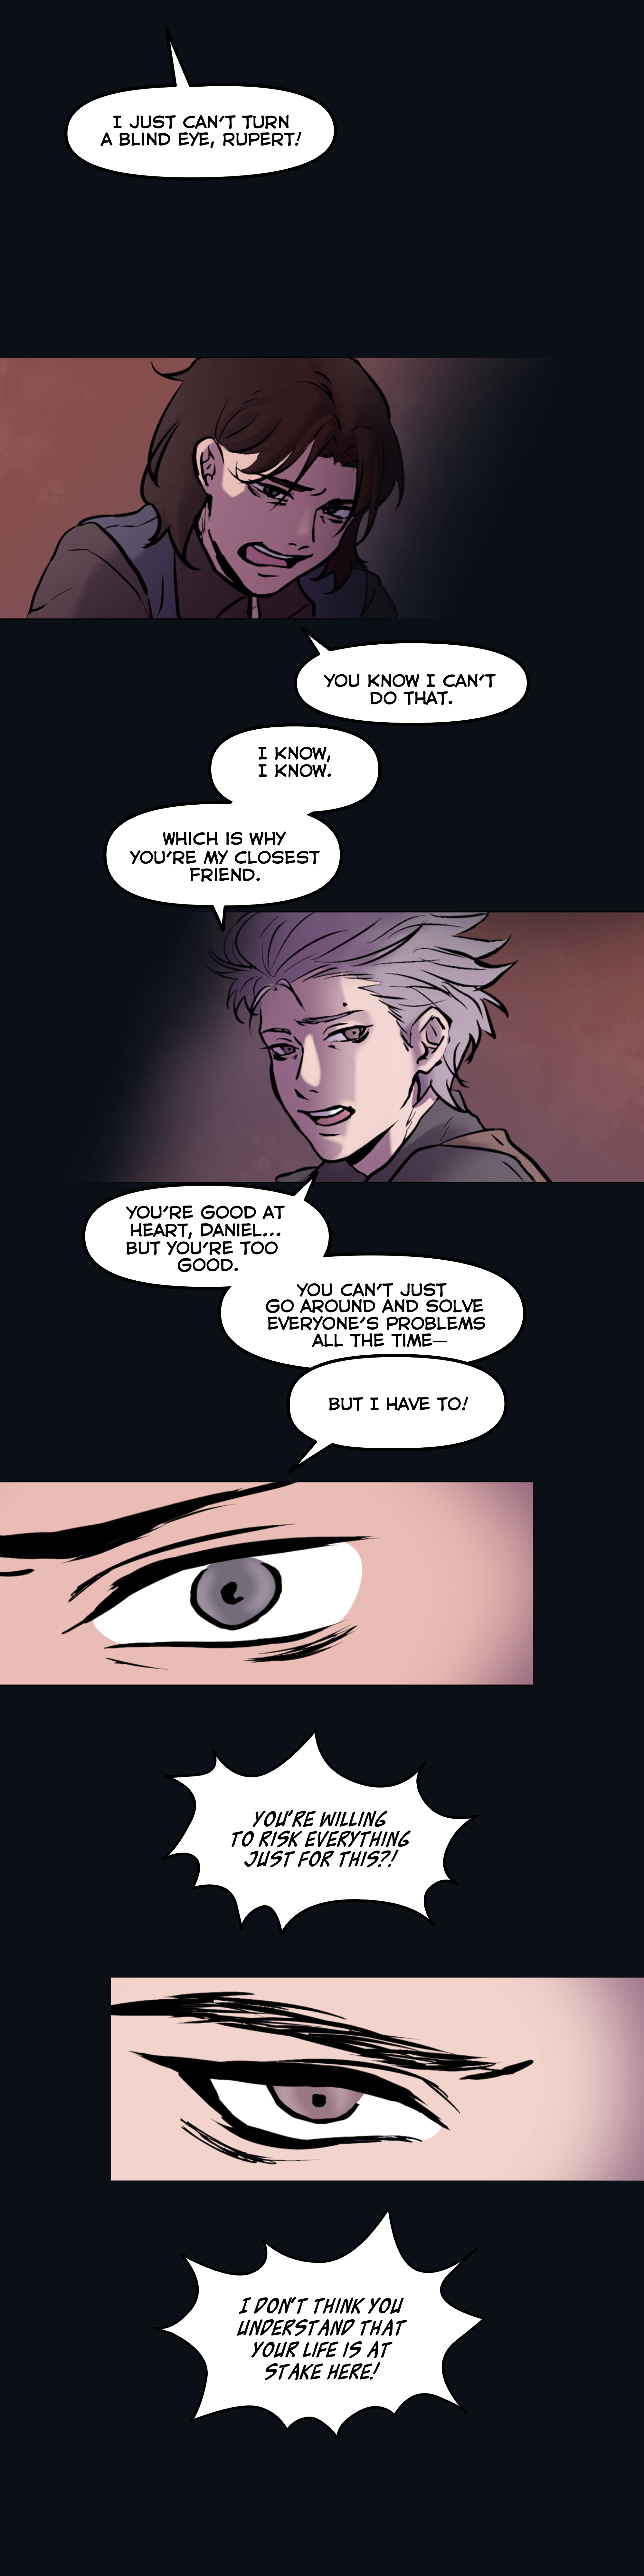 I JUST CAN'T TURN
A BLIND EYE, RUPERT!
YOU KNOW I CAN'T
DO THAT.
I KNOW,
I KNOW.
WHICH IS WHY
YOU'RE MY CLOSEST
FRIEND.
YOU'RE GOOD AT
HEART, DANIEL...
BUT YOU'RE TOO
GOOD.
YOU CAN'T JUST
GO AROUND AND SOLVE
EVERYONE'S PROBLEMS
ALL THE TIME—
BUT I HAVE TO!
YOU'RE WILLING
TO RISK EVERYTHING
JUST FOR THIS?!
I DON'T THINK YOU
UNDERSTAND THAT
YOUR LIFE IS AT
STAKE HERE!